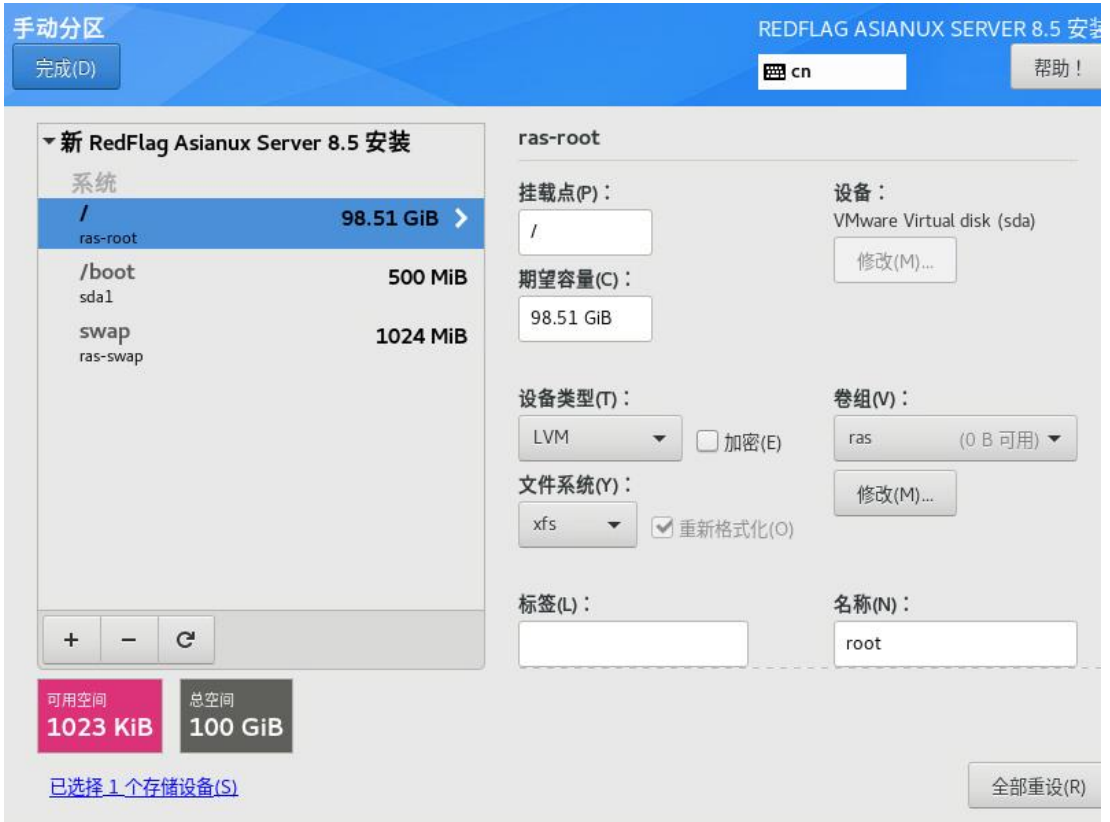 手动分区
REDFLAG ASIANUX SERVER 8.5 安装
完成(D)
cn
帮助！
新 RedFlag Asianux Server 8.5 安装
系统
/
98.51 GiB
ras-root
/boot
500 MiB
sda1
swap
1024 MiB
ras-swap
ras-root
挂载点(P)：
设备：
/
VMware Virtual disk (sda)
修改(M)...
期望容量(C)：
98.51 GiB
设备类型(T)：
卷组(V)：
LVM
加密(E)
ras (0 B 可用)
文件系统(Y)：
修改(M)...
xfs
重新格式化(O)
标签(L)：
名称(N)：
root
+ −
可用空间
1023 KiB
总空间
100 GiB
已选择 1 个存储设备(S)
全部重设(R)